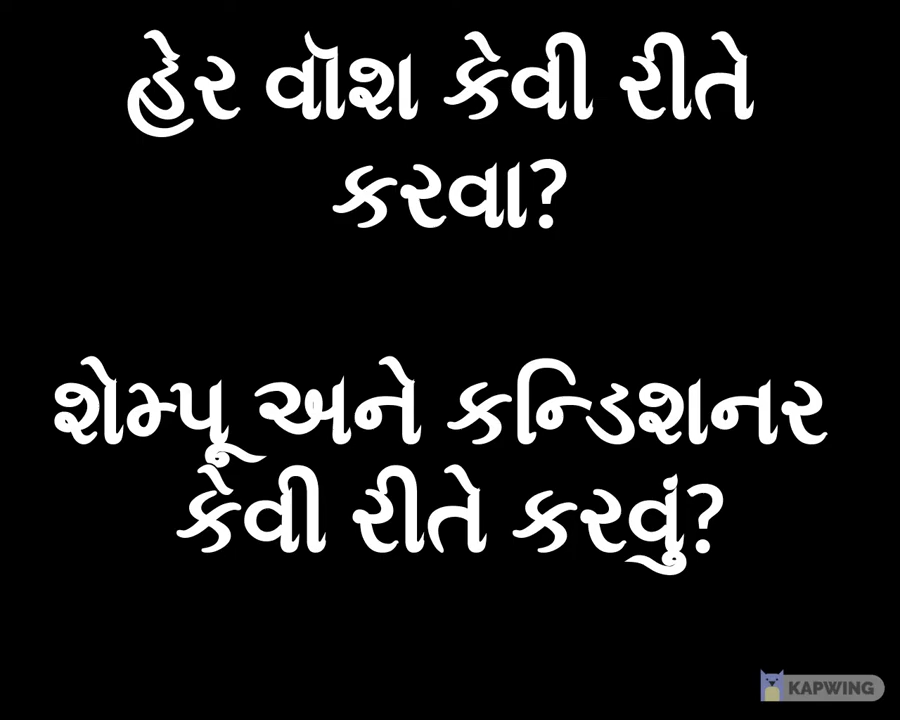 હેર વૉશ કેવી રીતે
કરવા?
શેમ્પૂ અને કન્ડિશનર
કેવી રીતે કરવું?
KAPWING